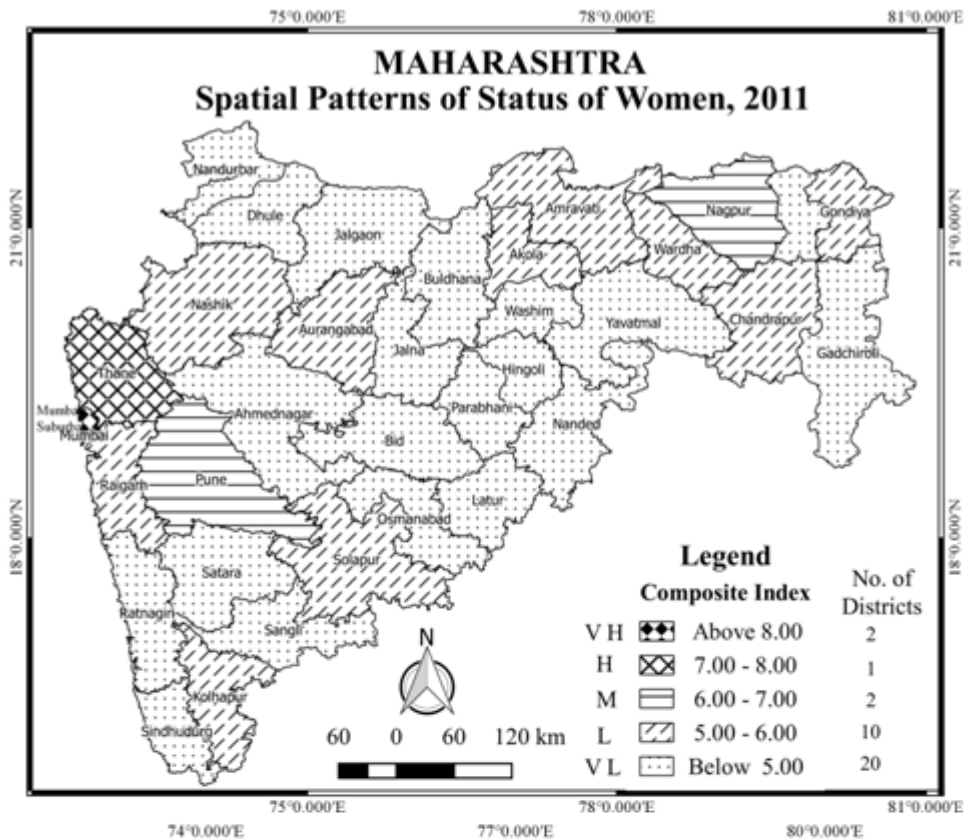 75°0.000'E 78°0.000'E 81°0.000'E
MAHARASHTRA
Spatial Patterns of Status of Women, 2011
21°0.000'N
21°0.000'N
18°0.000'N
18°0.000'N
Nandurbar
Dhule
Jalgaon
Amravati
Nagpur
Gondiya
Akola
Wardha
Buldhana
Nashik
Aurangabad
Washim
Yavatmal
Chandrapur
Jalna
Hingoli
Gadchiroli
Thane
Ahmednagar
Parabhani
Nanded
Mumbai
Mumbai
Bid
Raigarh
Pune
Latur
Osmanabad
Solapur
Satara
Ratnagiri
Sangli
Kolhapur
Sindhudurg
N
60 0 60 120 km
Legend
Composite Index No. of Districts
V H Above 8.00 2
H 7.00 - 8.00 1
M 6.00 - 7.00 2
L 5.00 - 6.00 10
V L Below 5.00 20
75°0.000'E 78°0.000'E 81°0.000'E
74°0.000'E 77°0.000'E 80°0.000'E